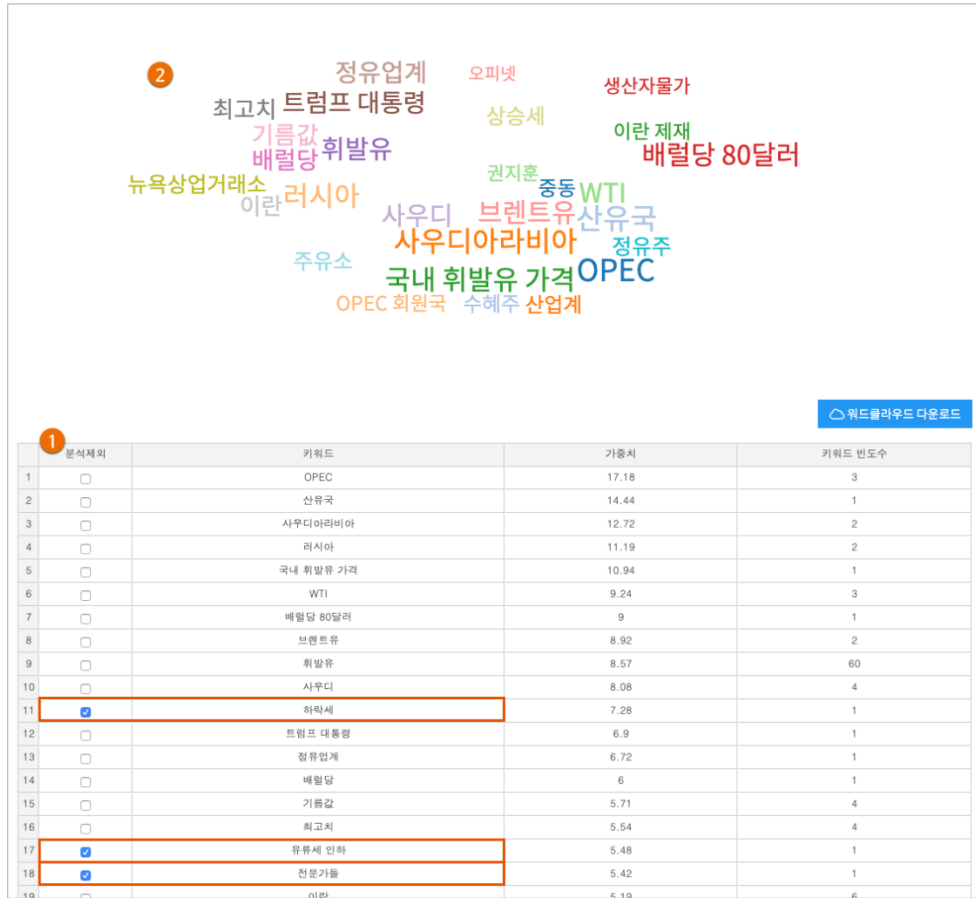 2
정유업계 오피넷
생산자물가
최고치 트럼프 대통령
상승세
기름값 휘발유
이란 제재
배럴당
배럴당 80달러
권지훈
뉴욕상업거래소
이란 러시아
중동 WTI
사우디 브렌트유 산유국
사우디아라비아 정유주
주유소
국내 휘발유 가격 OPEC
OPEC 회원국 수혜주 산업계
워드클라우드 다운로드
1
분석제외 키워드 가중치 키워드 빈도수
1 OPEC 17.18 3
2 산유국 14.44 1
3 사우디아라비아 12.72 2
4 러시아 11.19 2
5 국내 휘발유 가격 10.94 1
6 WTI 9.24 3
7 배럴당 80달러 9 1
8 브렌트유 8.92 2
9 휘발유 8.57 60
10 사우디 8.08 4
11 하락세 7.28 1
12 트럼프 대통령 6.9 1
13 정유업계 6.72 1
14 배럴당 6 1
15 기름값 5.71 4
16 최고치 5.54 4
17 유류세 인하 5.48 1
18 전문가들 5.42 1
19 이란 5.19 6